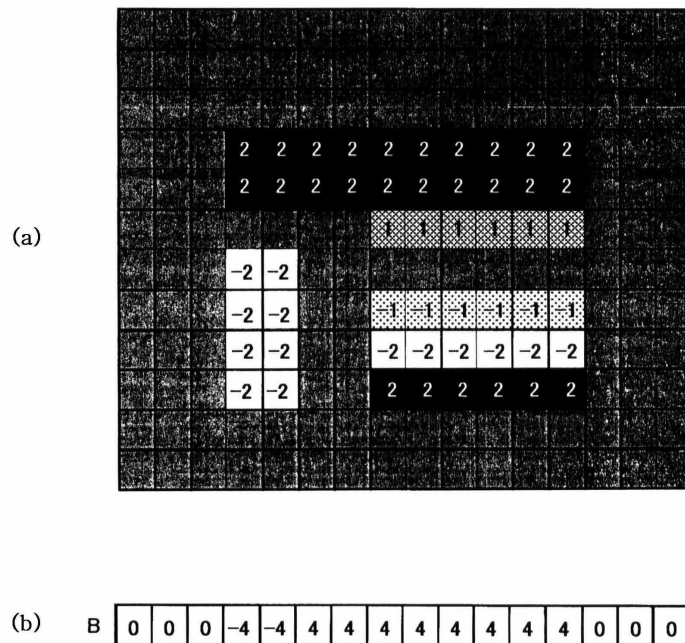 2 2 2 2 2 2 2 2 2 2
2 2 2 2 2 2 2 2 2 2
(a) 1 1 1 1 1 1
-2 -2
-2 -2 -1 -1 -1 -1 -1 -1
-2 -2 -2 -2 -2 -2 -2 -2
-2 -2 2 2 2 2 2 2
(b) B 0 0 0 -4 -4 4 4 4 4 4 4 4 4 0 0 0